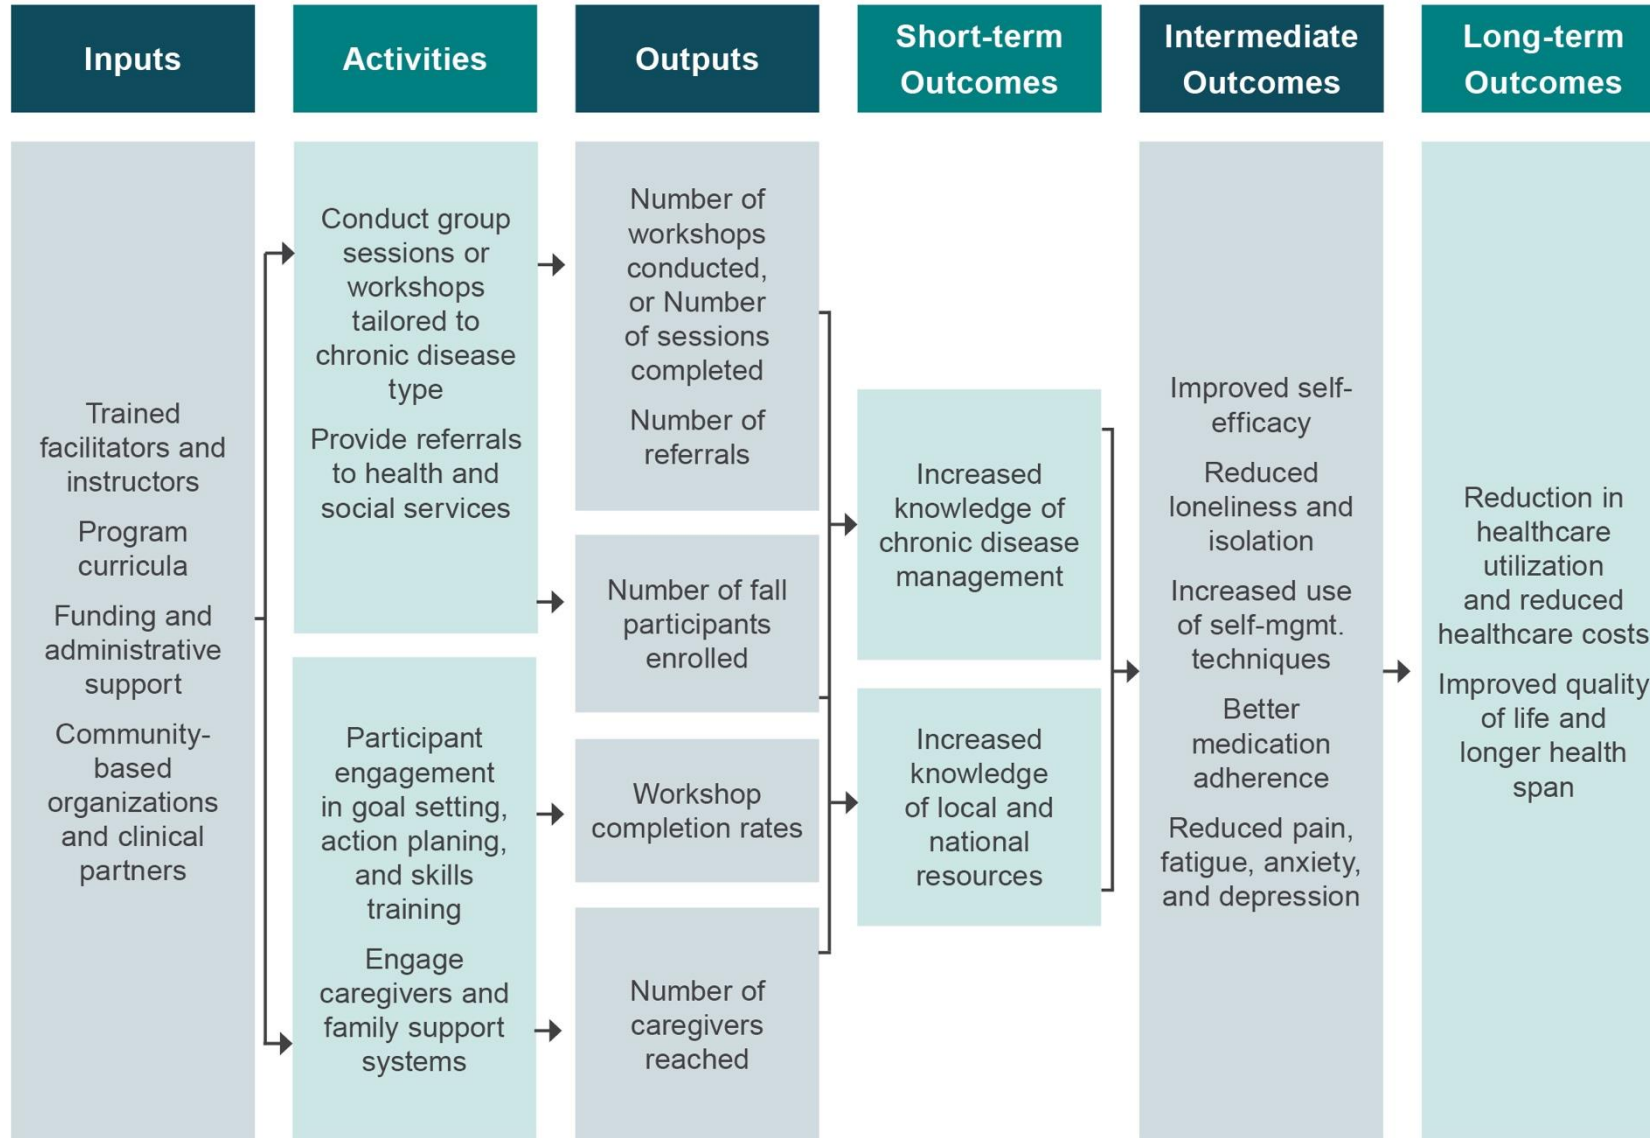 Inputs
Activities
Outputs
Short-term
Outcomes
Intermediate
Outcomes
Long-term
Outcomes
Trained
facilitators and
instructors
Program
curricula
Funding and
administrative
support
Community-
based
organizations
and clinical
partners
Conduct group
sessions or
workshops
tailored to
chronic disease
type
Provide referrals
to health and
social services
Participant
engagement
in goal setting,
action planing,
and skills
training
Engage
caregivers and
family support
systems
Number of
workshops
conducted,
or Number
of sessions
completed
Number of
referrals
Number of fall
participants
enrolled
Workshop
completion rates
Number of
caregivers
reached
Increased
knowledge of
chronic disease
management
Increased
knowledge
of local and
national
resources
Improved self-
efficacy
Reduced
loneliness and
isolation
Increased use
of self-mgmt.
techniques
Better
medication
adherence
Reduced pain,
fatigue, anxiety,
and depression
Reduction in
healthcare
utilization
and reduced
healthcare costs
Improved quality
of life and
longer health
span